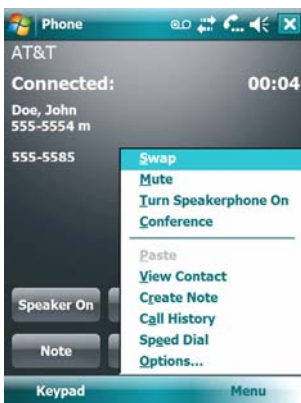 Phone
AT&T
Connected: 00:04
Doe, John
555-5554 m
555-5585
Swap
Mute
Turn Speakerphone On
Conference
Paste
View Contact
Create Note
Call History
Speed Dial
Options...
Speaker On
Note
Keypad Menu